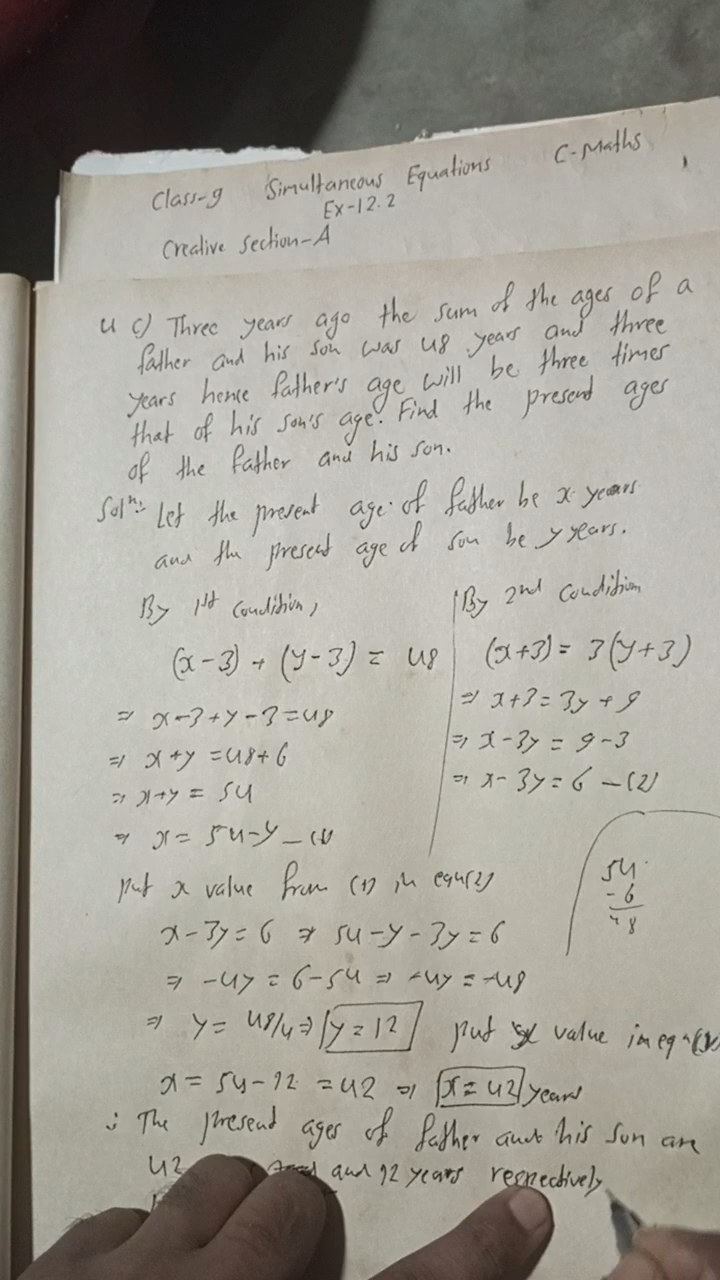 Class-9 Simultaneous Equations C-Maths
Ex-12.2
Creative Section-A
4 c) Three years ago the sum of the ages of a
father and his son was 48 years and three
years hense father's age will be three times
that of his son's age. Find the present ages
of the father and his son.
Solⁿ:- Let the present age of father be x years
and the present age of son be y years.
By 1st condition,
(x-3) + (y-3) = 48
⇒ x-3+y-3=48
⇒ x+y = 48+6
⇒ x+y = 54
⇒ x = 54-y —(1)
By 2nd condition
(x+3) = 3(y+3)
⇒ x+3 = 3y+9
⇒ x-3y = 9-3
⇒ x-3y = 6 —(2)
put x value from (1) in equn(2)
x-3y=6 ⇒ 54-y-3y=6
54
-6
48
⇒ -4y = 6-54 ⇒ -4y = -48
⇒ y = 48/4 ⇒ y = 12 put value in eqn(1)
x = 54-12 = 42 ⇒ x = 42 years
∴ The present ages of father and his son are
42 and 12 years respectively